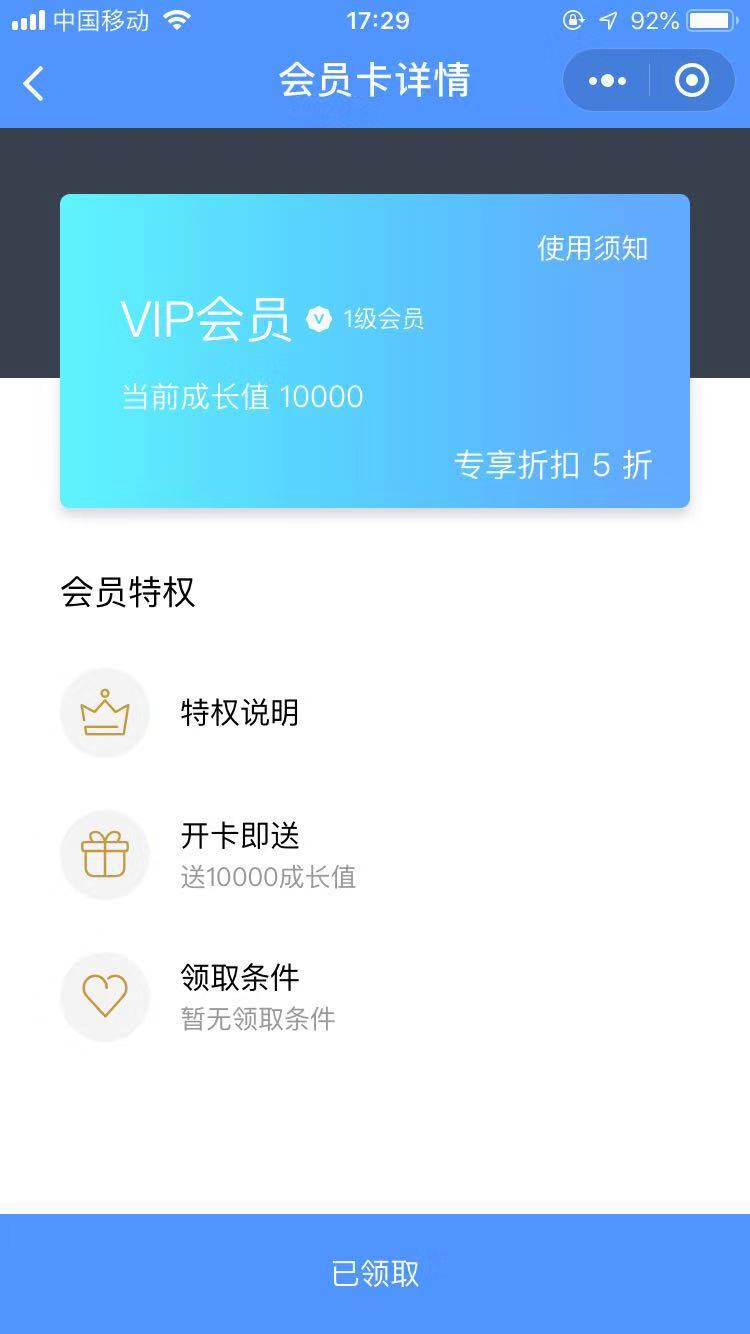 中国移动 17:29 92%
会员卡详情
使用须知
VIP会员 V 1级会员
当前成长值 10000
专享折扣 5 折
会员特权
特权说明
开卡即送
送10000成长值
领取条件
暂无领取条件
已领取